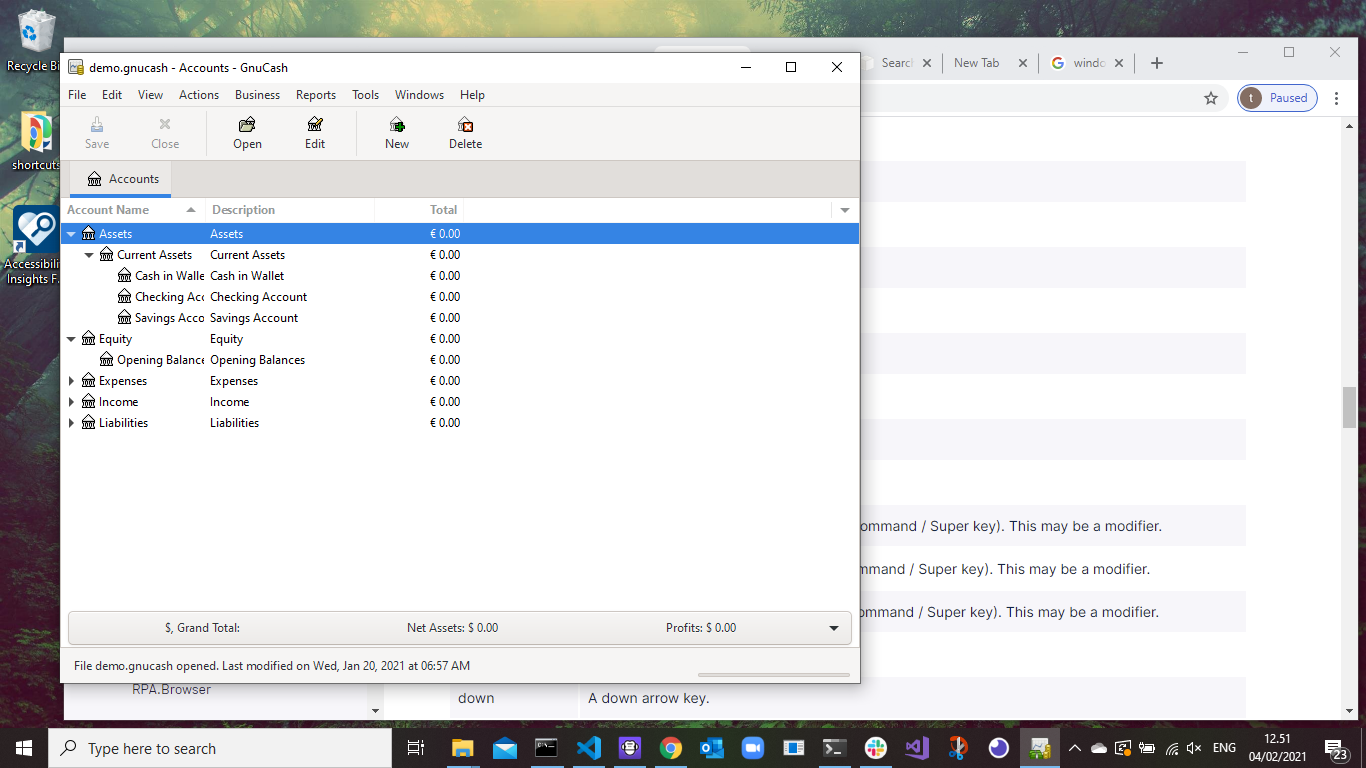 Recycle Bi
shortcuts
Accessibili
Insights F...
demo.gnucash - Accounts - GnuCash
File Edit View Actions Business Reports Tools Windows Help
Save Close Open Edit New Delete
Accounts
Account Name Description Total
Assets Assets € 0.00
Current Assets Current Assets € 0.00
Cash in Walle Cash in Wallet € 0.00
Checking Acc Checking Account € 0.00
Savings Acco Savings Account € 0.00
Equity Equity € 0.00
Opening Balance Opening Balances € 0.00
Expenses Expenses € 0.00
Income Income € 0.00
Liabilities Liabilities € 0.00
$, Grand Total: Net Assets: $ 0.00 Profits: $ 0.00
File demo.gnucash opened. Last modified on Wed, Jan 20, 2021 at 06:57 AM
Search New Tab windo
t Paused
ommand / Super key). This may be a modifier.
mmand / Super key). This may be a modifier.
ommand / Super key). This may be a modifier.
RPA.Browser
down A down arrow key.
Type here to search
ENG
12.51
04/02/2021
23